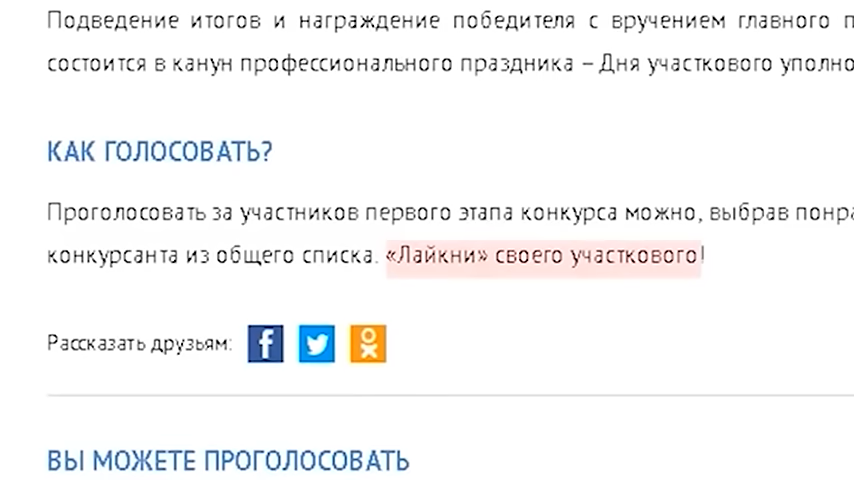 Подведение итогов и награждение победителя с вручением главного
состоится в канун профессионального праздника – Дня участкового
КАК ГОЛОСОВАТЬ?
Проголосовать за участников первого этапа конкурса можно, выбрав
конкурсанта из общего списка. «Лайкни» своего участкового!
Рассказать друзьям:
ВЫ МОЖЕТЕ ПРОГОЛОСОВАТЬ